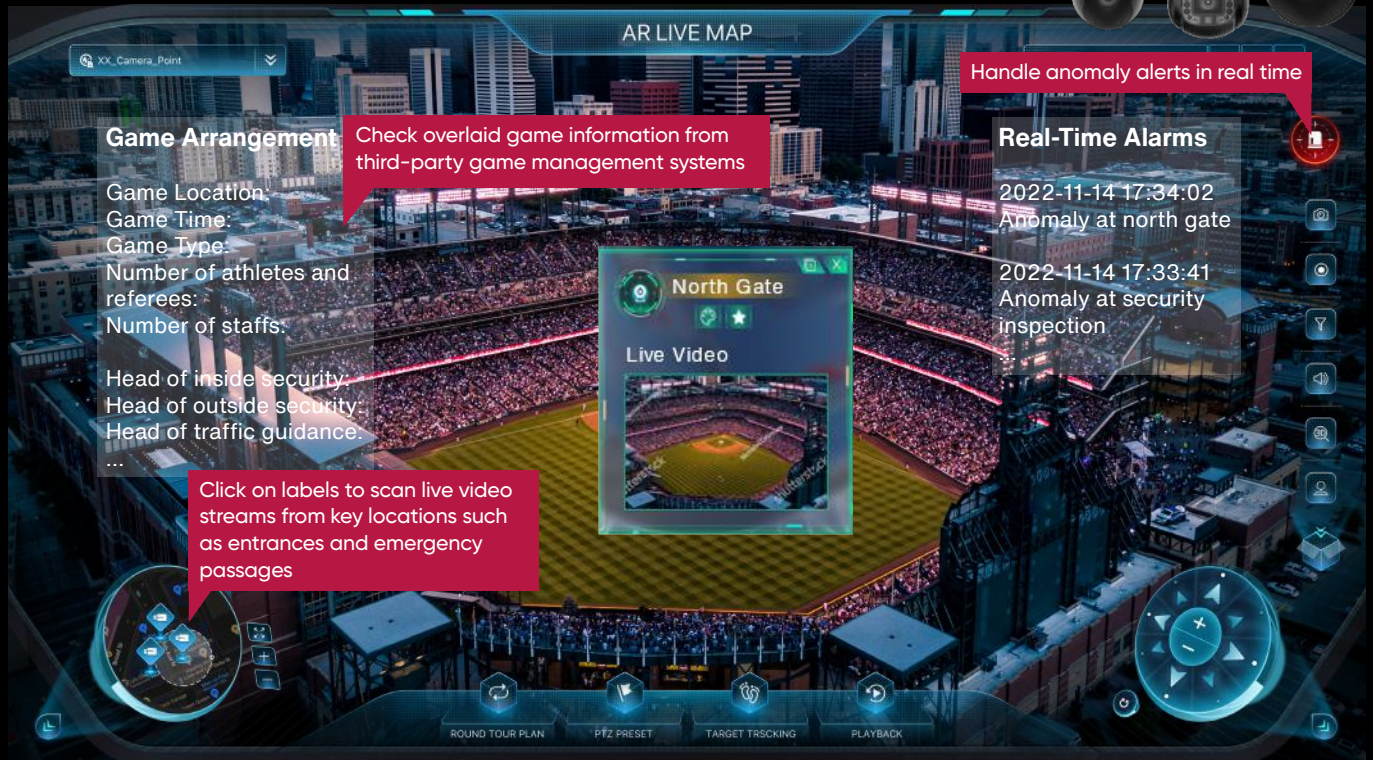 AR LIVE MAP
XX_Camera_Point
Handle anomaly alerts in real time
Game Arrangement
Check overlaid game information from
third-party game management systems
Game Location:
Game Time:
Game Type:
Number of athletes and
referees:
Number of staffs:
Head of inside security:
Head of outside security:
Head of traffic guidance:
...
Real-Time Alarms
2022-11-14 17:34:02
Anomaly at north gate
2022-11-14 17:33:41
Anomaly at security
inspection
...
North Gate
Live Video
Click on labels to scan live video
streams from key locations such
as entrances and emergency
passages
ROUND TOUR PLAN
PTZ PRESET
TARGET TRSCKING
PLAYBACK